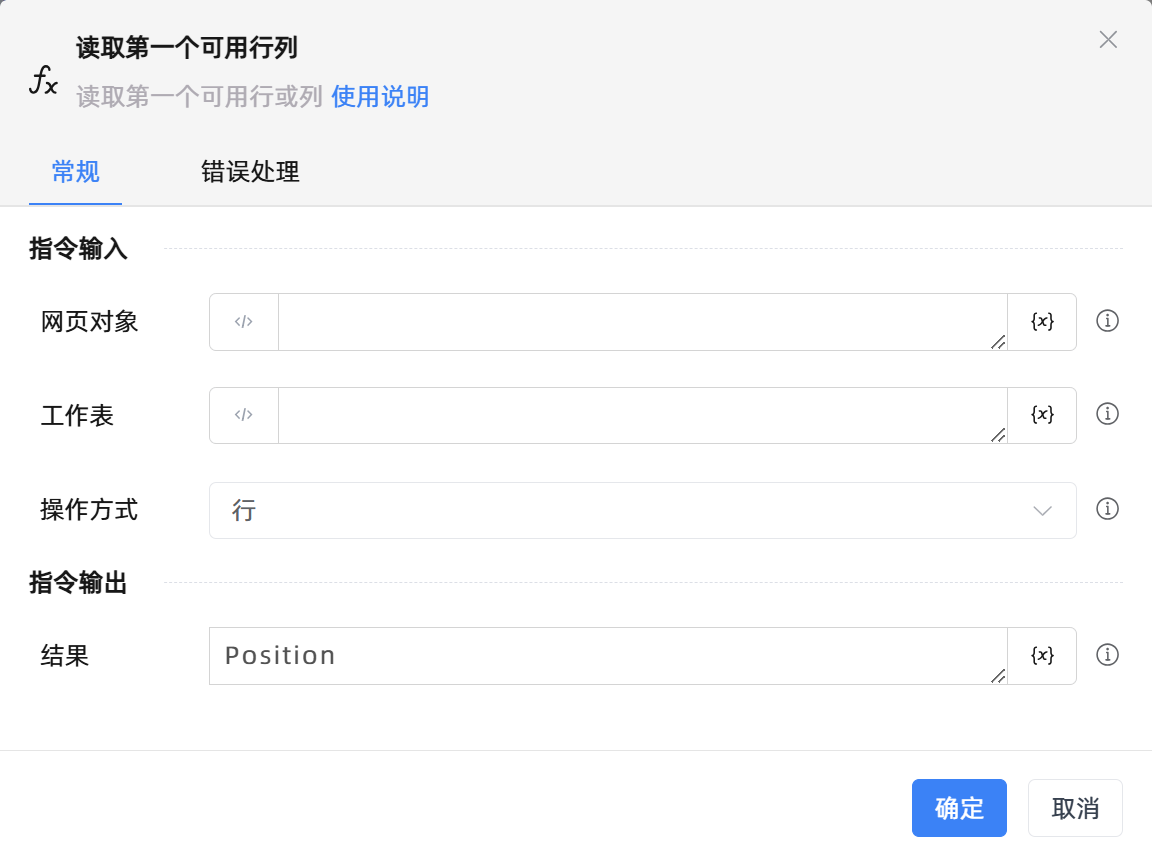 读取第一个可用行列
读取第一个可用行或列 使用说明
常规 错误处理
指令输入
网页对象 </> {x}
工作表 </> {x}
操作方式 行
指令输出
结果 Position {x}
确定 取消